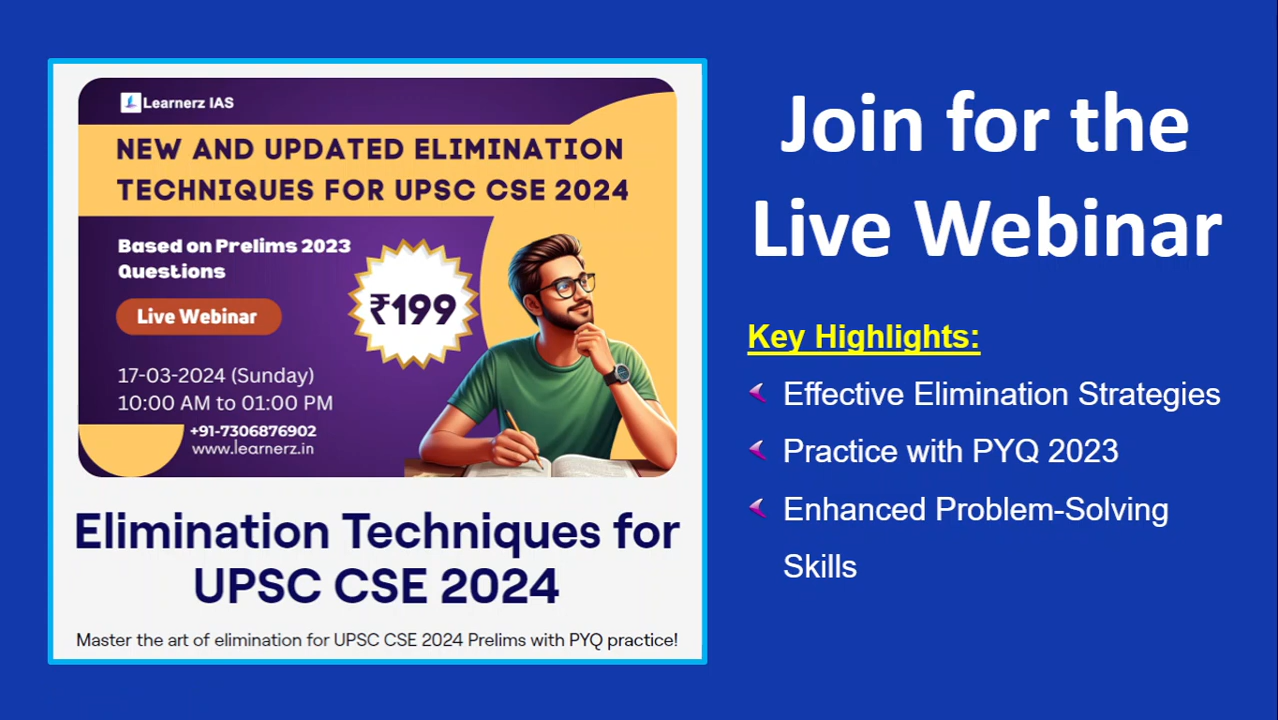 Learnerz IAS
NEW AND UPDATED ELIMINATION
TECHNIQUES FOR UPSC CSE 2024
Based on Prelims 2023
Questions
Live Webinar
₹199
17-03-2024 (Sunday)
10:00 AM to 01:00 PM
+91-7306876902
www.learnerz.in
Elimination Techniques for
UPSC CSE 2024
Master the art of elimination for UPSC CSE 2024 Prelims with PYQ practice!
Join for the
Live Webinar
Key Highlights:
Effective Elimination Strategies
Practice with PYQ 2023
Enhanced Problem-Solving
Skills